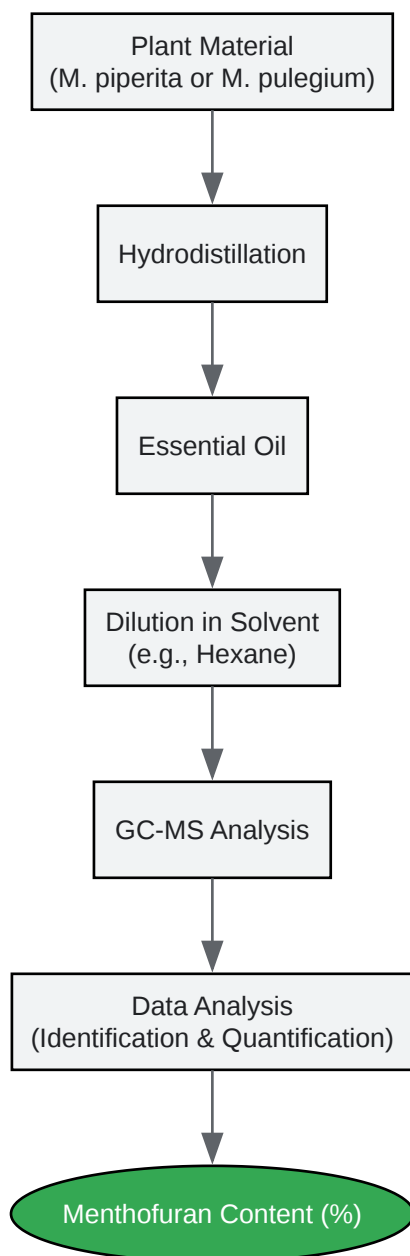 Plant Material
(M. piperita or M. pulegium)
Hydrodistillation
Essential Oil
Dilution in Solvent
(e.g., Hexane)
GC-MS Analysis
Data Analysis
(Identification & Quantification)
Menthofuran Content (%)